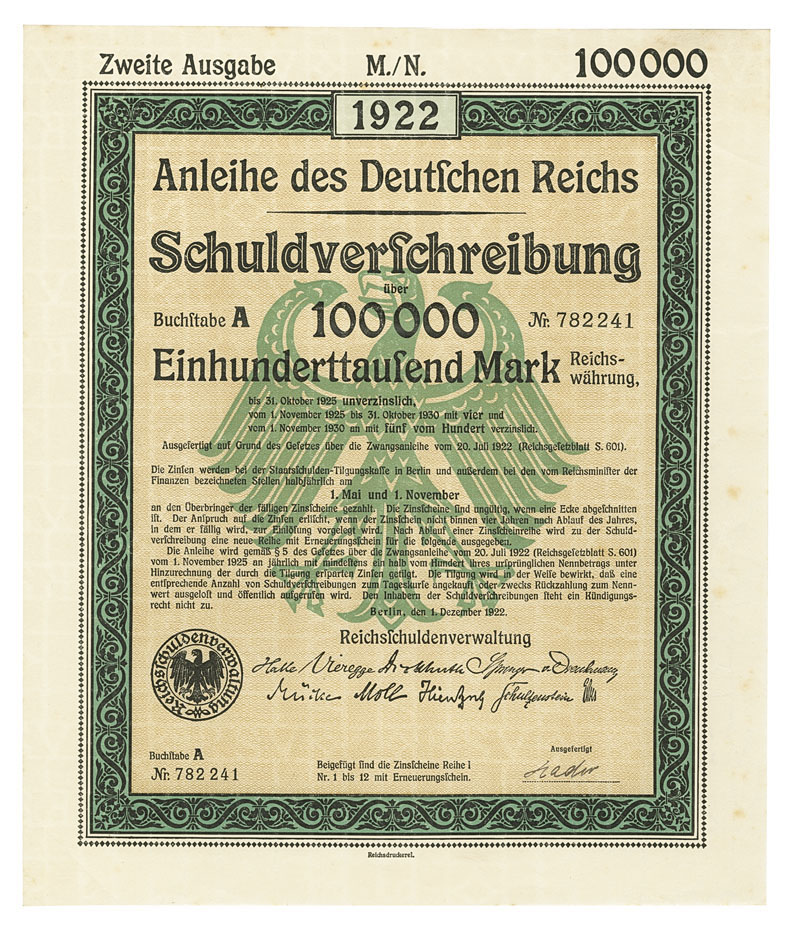 Zweite Ausgabe M./N. 100000
1922
Anleihe des Deutſchen Reichs
Schuldverſchreibung
über
Buchſtabe A 100000 Nr. 782241
Einhunderttauſend Mark Reichs-
währung,
bis 31. Oktober 1925 unverzinslich,
vom 1. November 1925 bis 31. Oktober 1930 mit vier und
vom 1. November 1930 an mit fünf vom Hundert verzinslich.
Ausgefertigt auf Grund des Geſetzes über die Zwangsanleihe vom 20. Juli 1922 (Reichsgeſetzblatt S. 601).
Die Zinſen werden bei der Staatsſchulden-Tilgungskaſſe in Berlin und außerdem bei den vom Reichsminiſter der
Finanzen bezeichneten Stellen halbjährlich am
1. Mai und 1. November
an den Überbringer der fälligen Zinsſcheine gezahlt. Die Zinsſcheine ſind ungültig, wenn eine Ecke abgeſchnitten
iſt. Der Anſpruch auf die Zinſen erliſcht, wenn der Zinsſchein nicht binnen vier Jahren nach Ablauf des Jahres,
in dem er fällig wird, zur Einlöſung vorgelegt wird. Nach Ablauf einer Zinsſcheinreihe wird zu der Schuld-
verſchreibung eine neue Reihe mit Erneuerungsſchein für die folgende ausgegeben.
Die Anleihe wird gemäß § 5 des Geſetzes über die Zwangsanleihe vom 20. Juli 1922 (Reichsgeſetzblatt S. 601)
vom 1. November 1925 an jährlich mit mindeſtens ein halb vom Hundert ihres urſprünglichen Nennbetrags unter
Hinzurechnung der durch die Tilgung erſparten Zinſen getilgt. Die Tilgung wird in der Weiſe bewirkt, daß eine
entſprechende Anzahl von Schuldverſchreibungen zum Tageskurſe angekauft oder zwecks Rückzahlung zum Nenn-
wert ausgeloſt und öffentlich aufgerufen wird. Den Inhabern der Schuldverſchreibungen ſteht ein Kündigungs-
recht nicht zu.
Berlin, den 1. Dezember 1922.
Reichsſchuldenverwaltung
Reichsſchuldenverwaltung
Halle Vieregge Springer
Mücke Moll Schulzenstein
Buchſtabe A
Nr. 782241
Beigefügt ſind die Zinsſcheine Reihe I
Nr. 1 bis 12 mit Erneuerungsſchein.
Ausgefertigt
Reichsdruckerei.